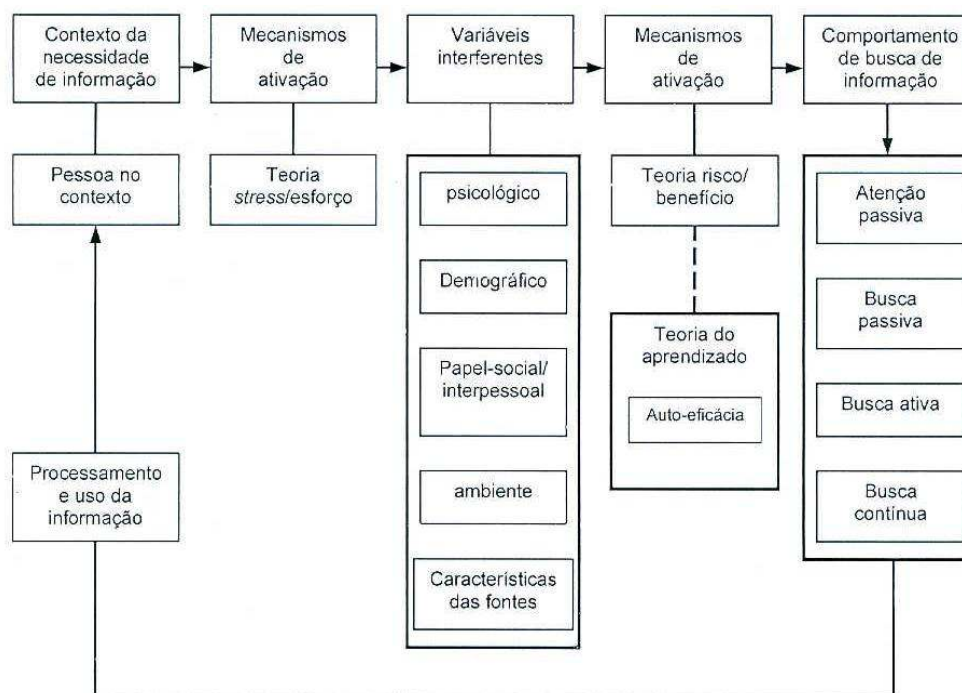 Contexto da
necessidade
de informação
Mecanismos
de
ativação
Variáveis
interferentes
Mecanismos
de
ativação
Comportamento
de busca de
informação
Pessoa no
contexto
Teoria
stress/esforço
psicológico
Demográfico
Papel-social/
interpessoal
ambiente
Características
das fontes
Teoria risco/
benefício
Teoria do
aprendizado
Auto-eficácia
Atenção
passiva
Busca
passiva
Busca ativa
Busca
contínua
Processamento
e uso da
informação